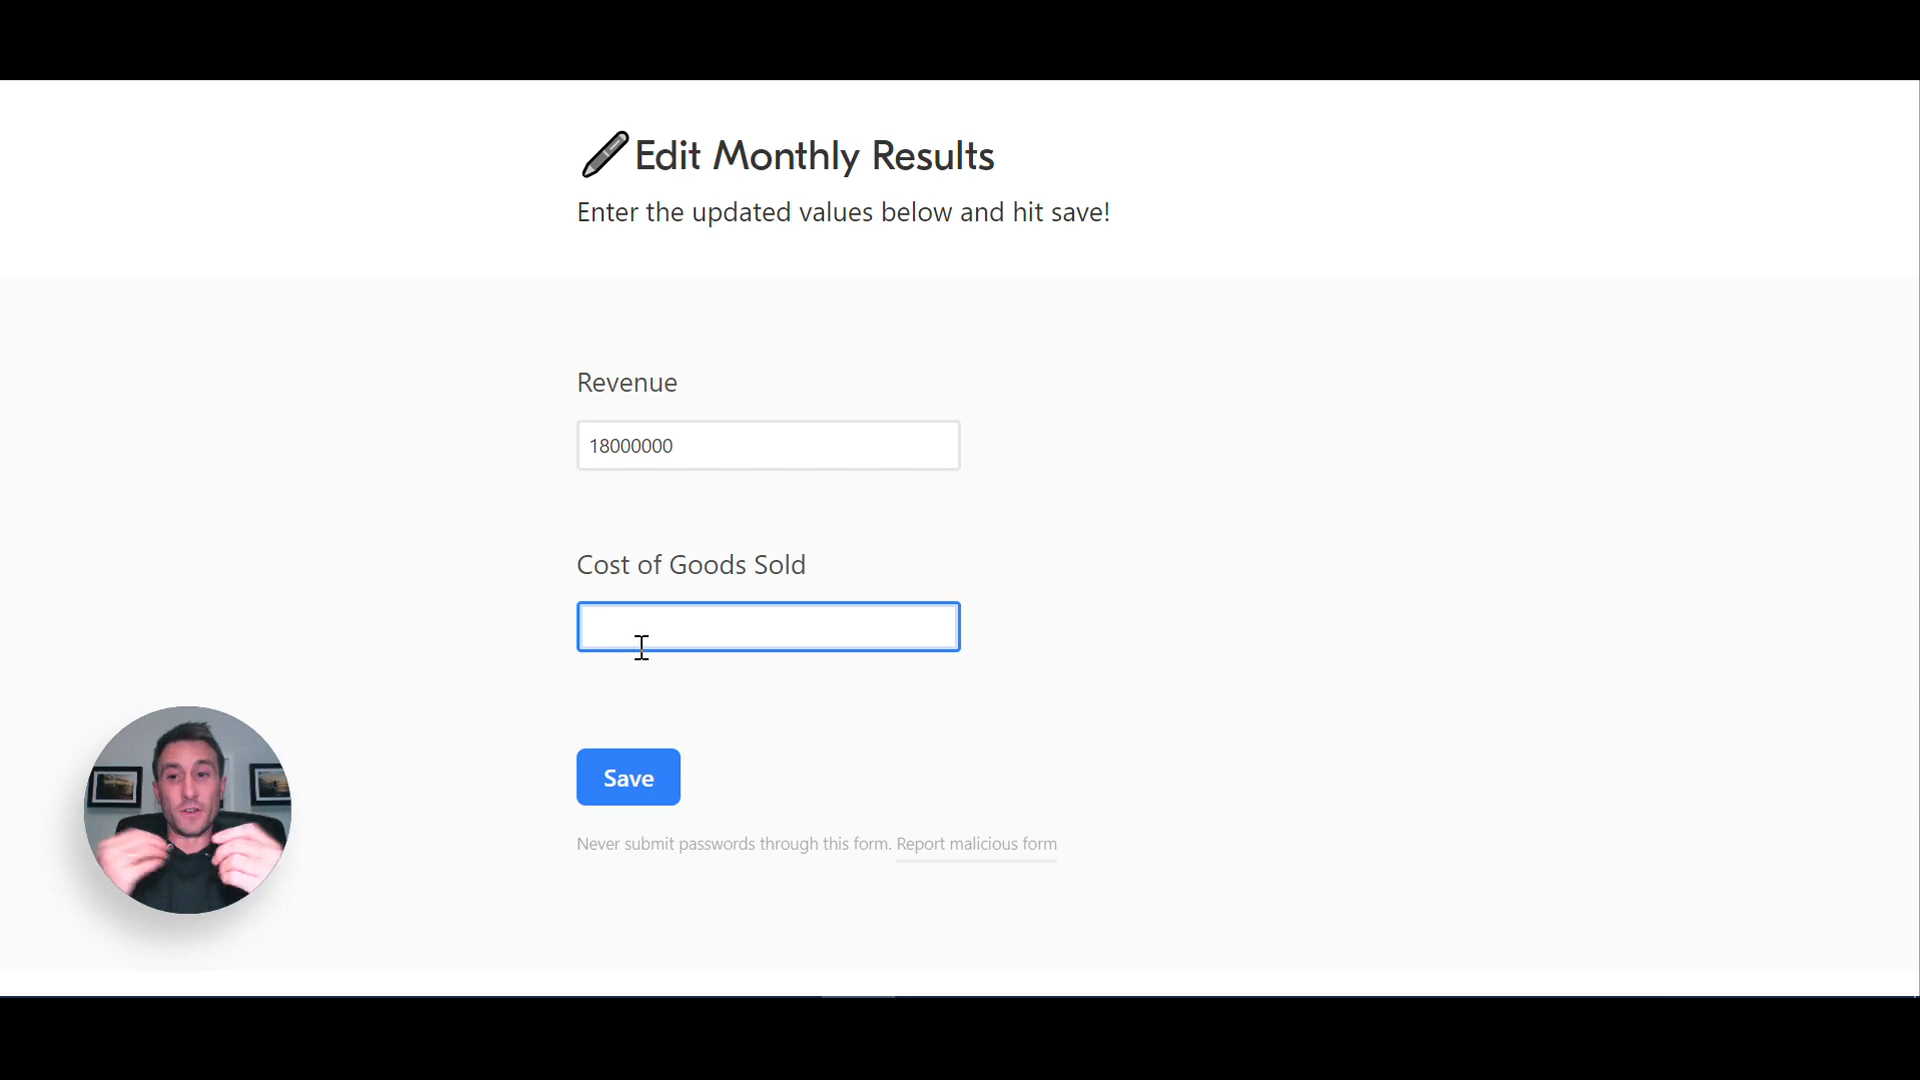 Edit Monthly Results
Enter the updated values below and hit save!
Revenue
18000000
Cost of Goods Sold
Save
Never submit passwords through this form. Report malicious form